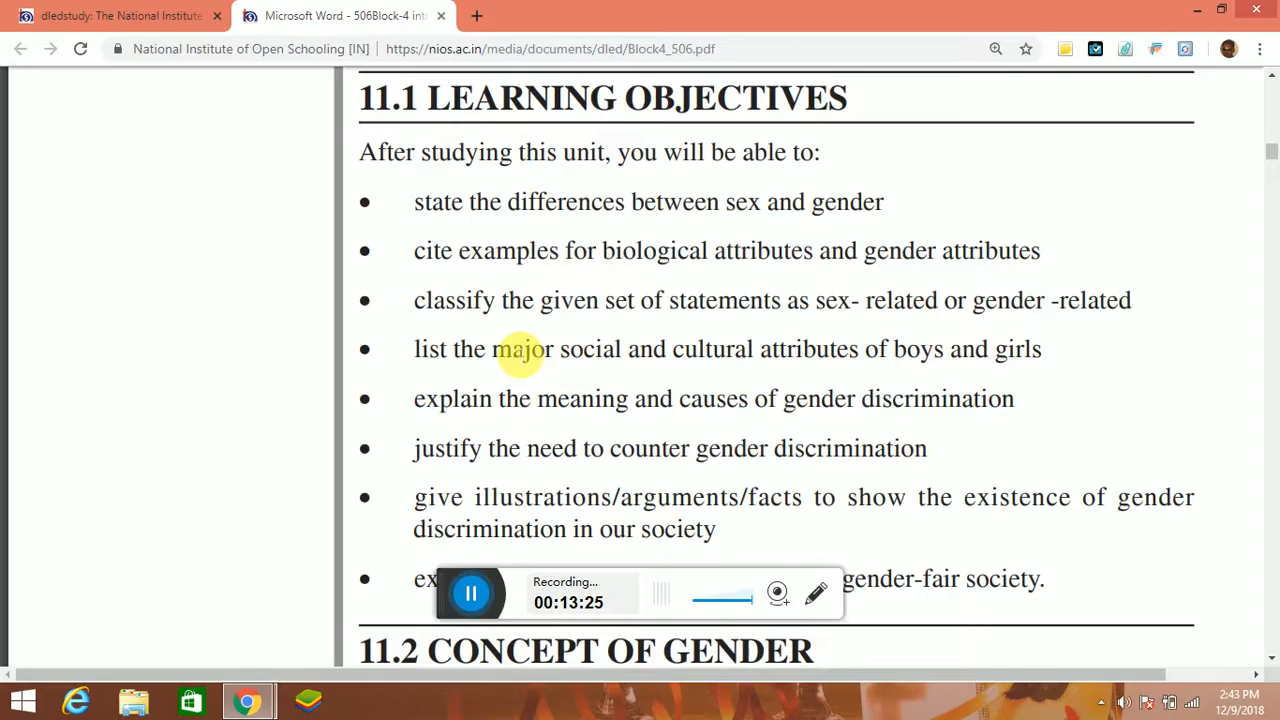 dledstudy: The National Institute
Microsoft Word - 506Block-4 int
National Institute of Open Schooling [IN]
https://nios.ac.in/media/documents/dled/Block4_506.pdf
11.1 LEARNING OBJECTIVES
After studying this unit, you will be able to:
• state the differences between sex and gender
• cite examples for biological attributes and gender attributes
• classify the given set of statements as sex- related or gender -related
• list the major social and cultural attributes of boys and girls
• explain the meaning and causes of gender discrimination
• justify the need to counter gender discrimination
• give illustrations/arguments/facts to show the existence of gender
discrimination in our society
• ex
gender-fair society.
Recording...
00:13:25
11.2 CONCEPT OF GENDER
2:43 PM
12/9/2018